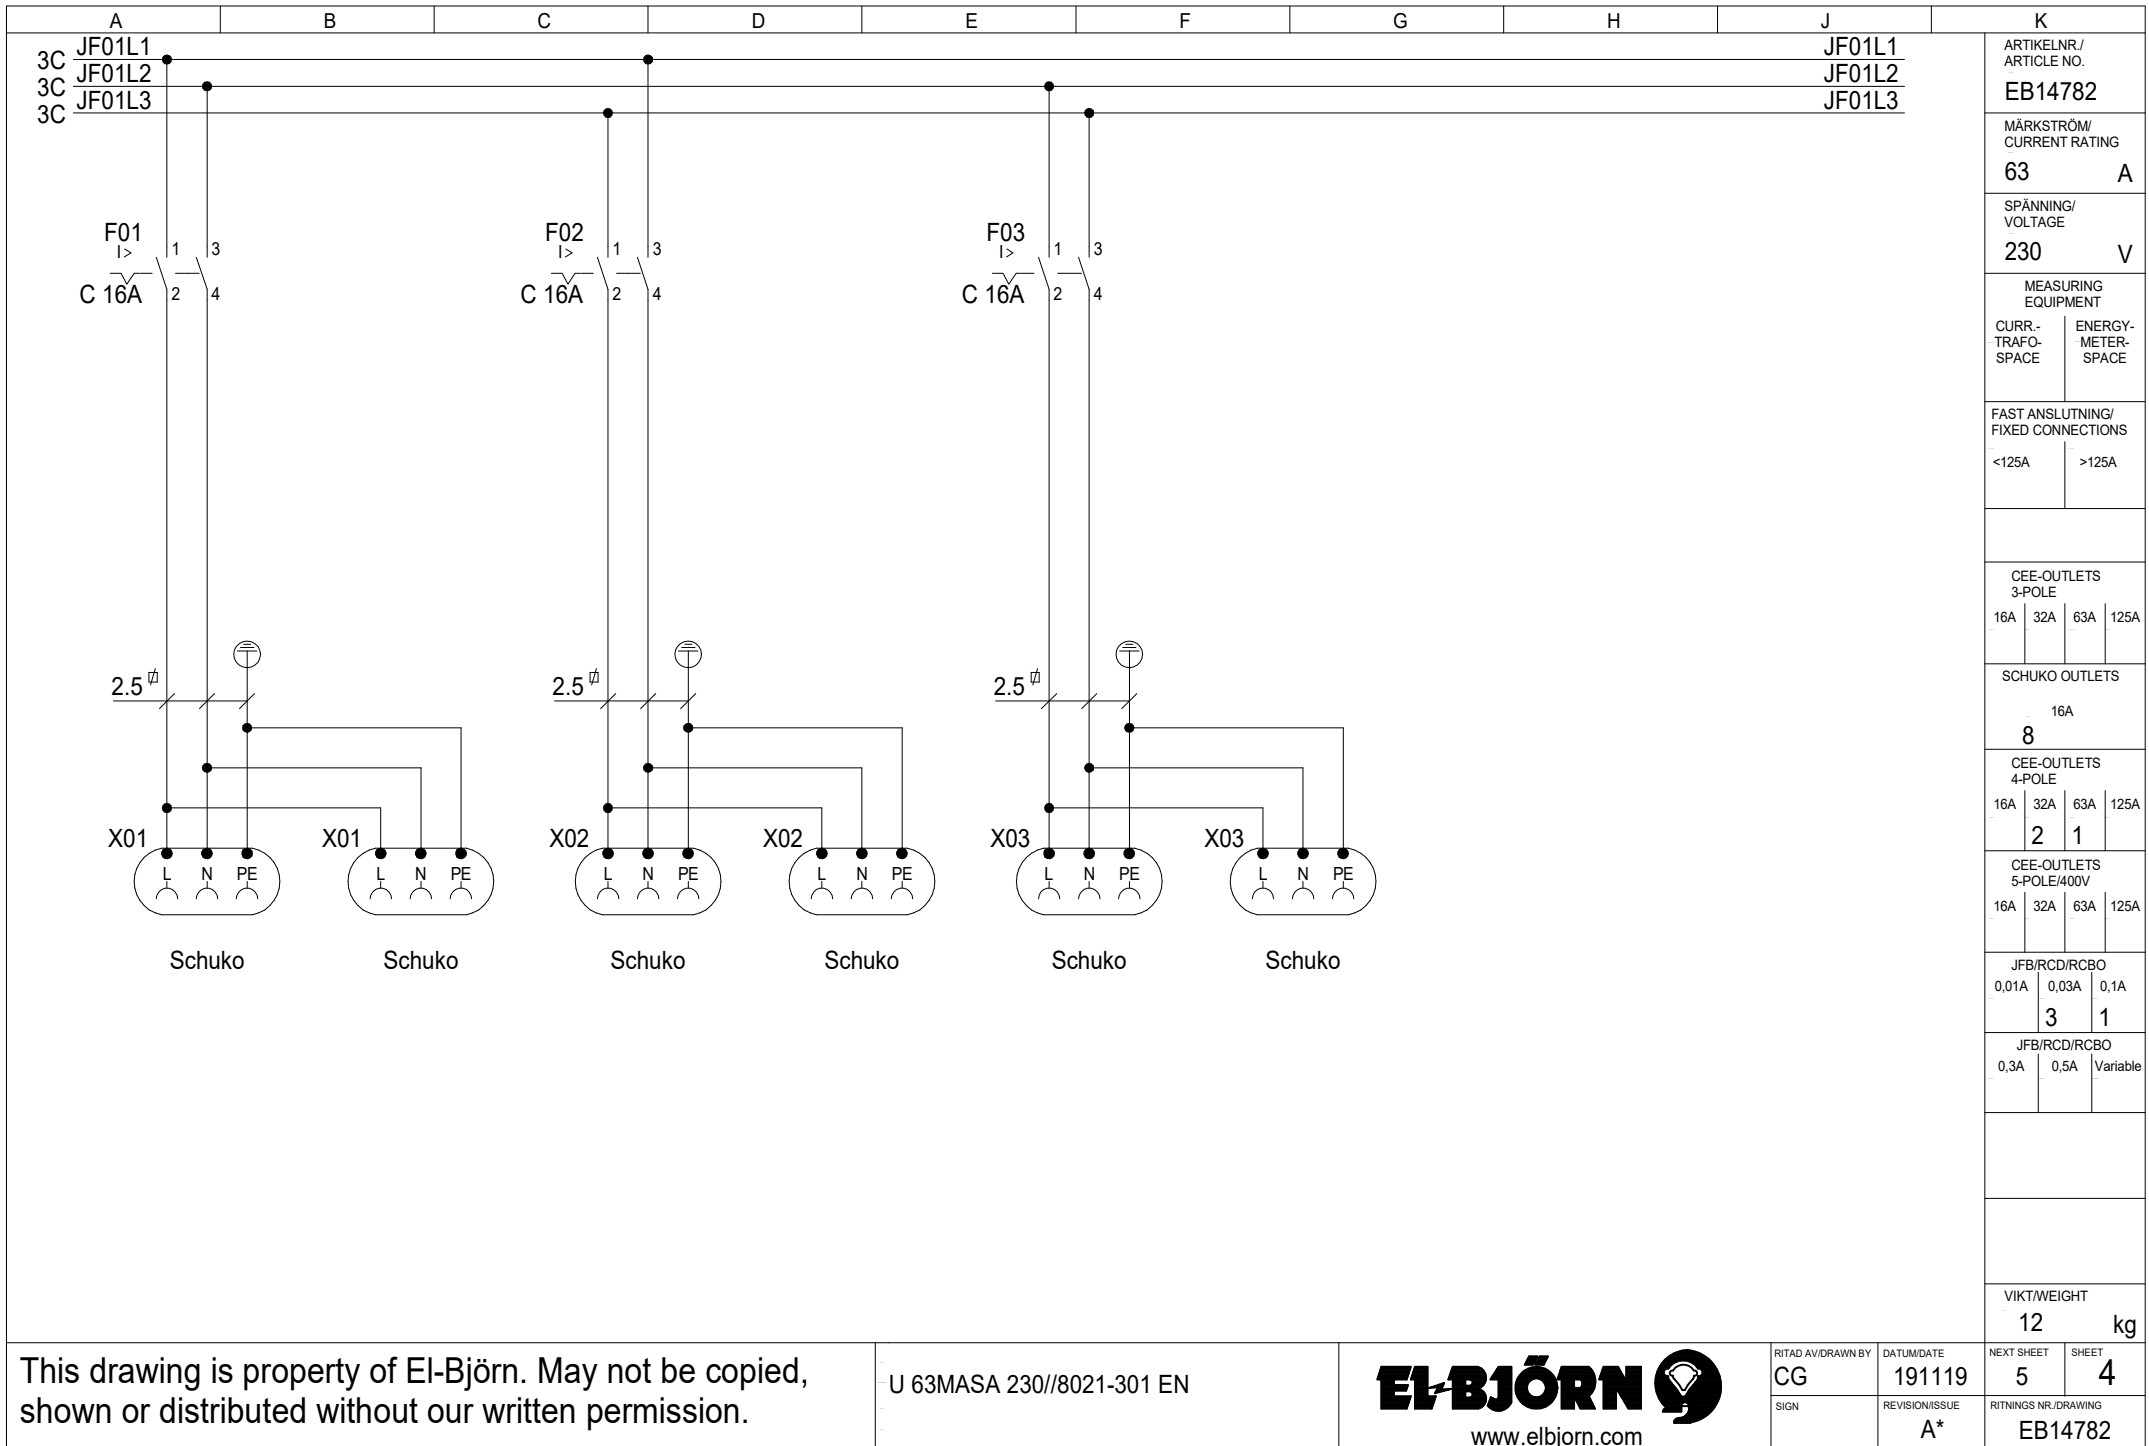 A B C D E F G H J K
JF01L1 JF01L1
3C
JF01L2 JF01L2
3C
JF01L3 JF01L3
3C
F01 F02 F03
I> I> I>
1 3 1 3 1 3
C 16A C 16A C 16A
2 4 2 4 2 4
2.5 2.5 2.5
X01 X01 X02 X02 X03 X03
L N PE L N PE L N PE L N PE L N PE L N PE
Schuko Schuko Schuko Schuko Schuko Schuko
ARTIKELNR./
ARTICLE NO.
EB14782
MÄRKSTRÖM/
CURRENT RATING
63 A
SPÄNNING/
VOLTAGE
230 V
MEASURING
EQUIPMENT
CURR.- ENERGY-
TRAFO- METER-
SPACE SPACE
FAST ANSLUTNING/
FIXED CONNECTIONS
<125A >125A
CEE-OUTLETS
3-POLE
16A 32A 63A 125A
SCHUKO OUTLETS
16A
8
CEE-OUTLETS
4-POLE
16A 32A 63A 125A
2 1
CEE-OUTLETS
5-POLE/400V
16A 32A 63A 125A
JFB/RCD/RCBO
0,01A 0,03A 0,1A
3 1
JFB/RCD/RCBO
0,3A 0,5A Variable
VIKT/WEIGHT
12 kg
This drawing is property of El-Björn. May not be copied,
shown or distributed without our written permission.
U 63MASA 230//8021-301 EN
EL-BJÖRN
www.elbjorn.com
RITAD AV/DRAWN BY DATUM/DATE NEXT SHEET SHEET
CG 191119 5 4
SIGN REVISION/ISSUE RITNINGS NR./DRAWING
A* EB14782